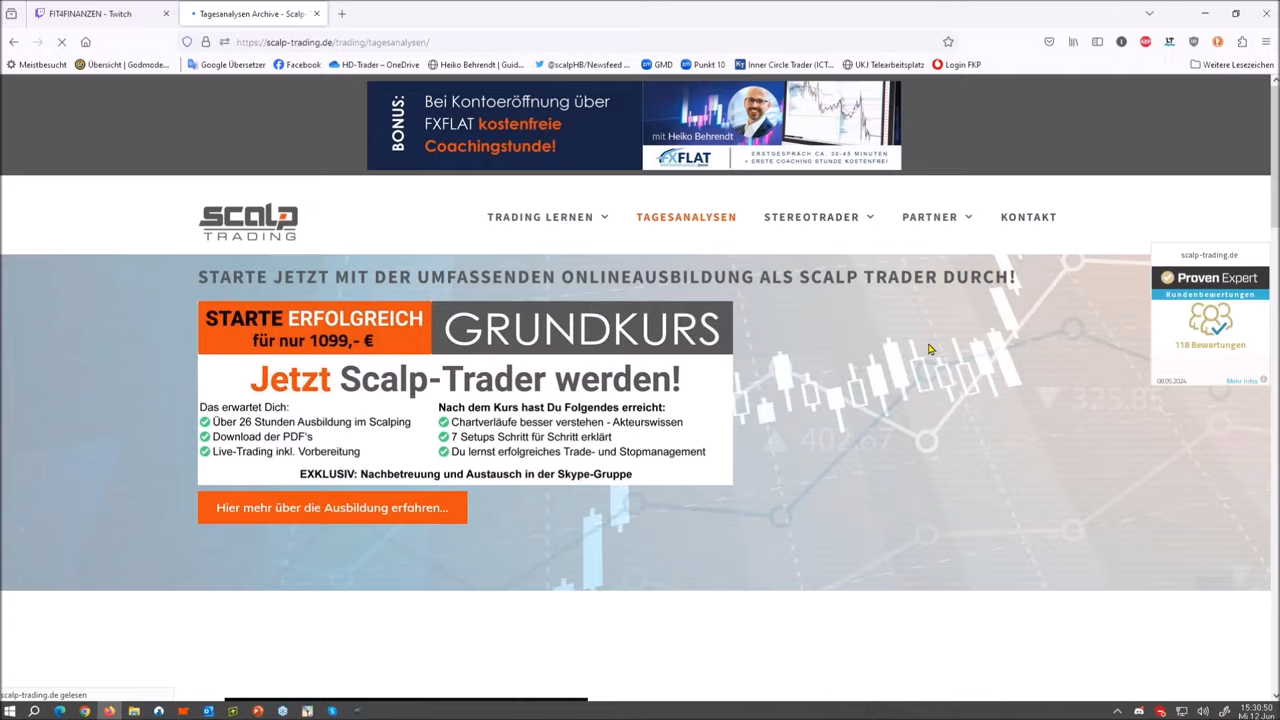 FIT4FINANZEN - Twitch
Tagesanalysen Archive - Scalp-
https://scalp-trading.de/trading/tagesanalysen/
Meistbesucht
Übersicht | Godmode...
Google Übersetzer
Facebook
HD-Trader – OneDrive
Heiko Behrendt | Guid...
@scalpHB/Newsfeed ...
GMD
Punkt 10
Inner Circle Trader (ICT...
UKJ Telearbeitsplatz
Login FKP
Weitere Lesezeichen
BONUS:
Bei Kontoeröffnung über
FXFLAT kostenfreie
Coachingstunde!
mit Heiko Behrendt
FXFLAT
ERSTGESPRÄCH CA. 30-45 MINUTEN
+ ERSTE COACHING STUNDE KOSTENFREI
scalp
TRADING
TRADING LERNEN
TAGESANALYSEN
STEREOTRADER
PARTNER
KONTAKT
STARTE JETZT MIT DER UMFASSENDEN ONLINEAUSBILDUNG ALS SCALP TRADER DURCH!
STARTE ERFOLGREICH
für nur 1099,- €
GRUNDKURS
Jetzt Scalp-Trader werden!
Das erwartet Dich:
Über 26 Stunden Ausbildung im Scalping
Download der PDF's
Live-Trading inkl. Vorbereitung
Nach dem Kurs hast Du Folgendes erreicht:
Chartverläufe besser verstehen - Akteurswissen
7 Setups Schritt für Schritt erklärt
Du lernst erfolgreiches Trade- und Stopmanagement
EXKLUSIV: Nachbetreuung und Austausch in der Skype-Gruppe
Hier mehr über die Ausbildung erfahren...
scalp-trading.de
Proven Expert
Kundenbewertungen
118 Bewertungen
08.05.2024
Mehr Infos
scalp-trading.de gelesen
15:30:50
Mi 12 Jun